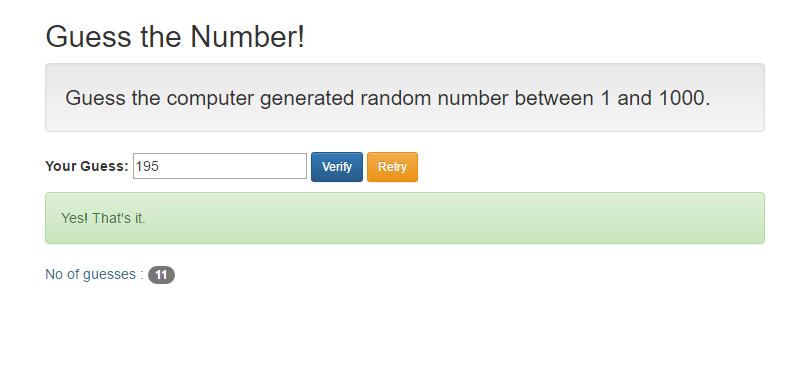 Guess the Number!
Guess the computer generated random number between 1 and 1000.
Your Guess: 195 Verify Retry
Yes! That's it.
No of guesses : 11